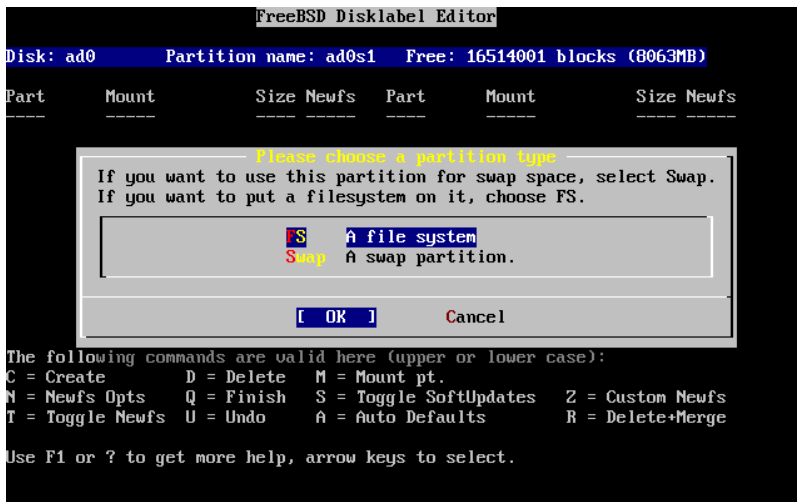 FreeBSD Disklabel Editor
Disk: ad0 Partition name: ad0s1 Free: 16514001 blocks (8063MB)
Part Mount Size Newfs Part Mount Size Newfs
---- ----- ---- ----- ---- ----- ---- -----
Please choose a partition type
If you want to use this partition for swap space, select Swap.
If you want to put a filesystem on it, choose FS.
FS A file system
Swap A swap partition.
[ OK ] Cancel
The following commands are valid here (upper or lower case):
C = Create D = Delete M = Mount pt.
N = Newfs Opts Q = Finish S = Toggle SoftUpdates Z = Custom Newfs
T = Toggle Newfs U = Undo A = Auto Defaults R = Delete+Merge
Use F1 or ? to get more help, arrow keys to select.